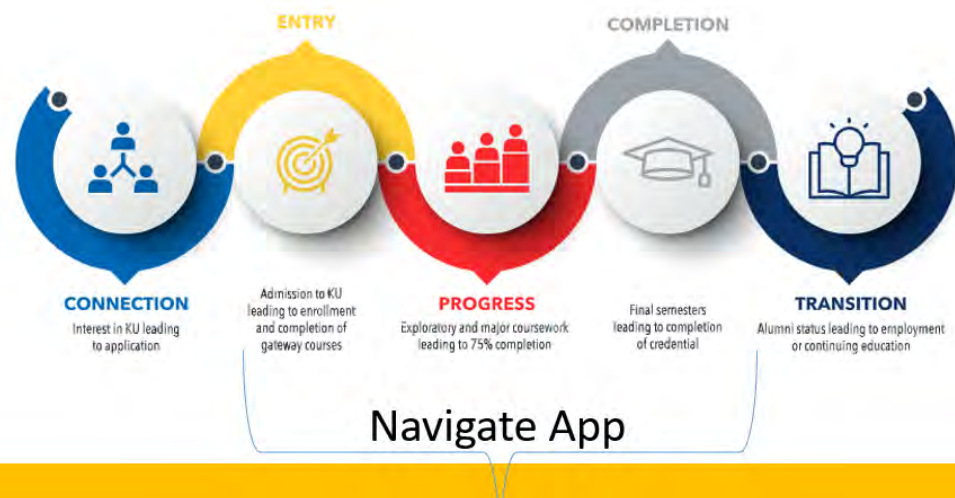 ENTRY
COMPLETION
CONNECTION
Interest in KU leading
to application
Admission to KU
leading to enrollment
and completion of
gateway courses
PROGRESS
Exploratory and major coursework
leading to 75% completion
Final semesters
leading to completion
of credential
TRANSITION
Alumni status leading to employment
or continuing education
Navigate App